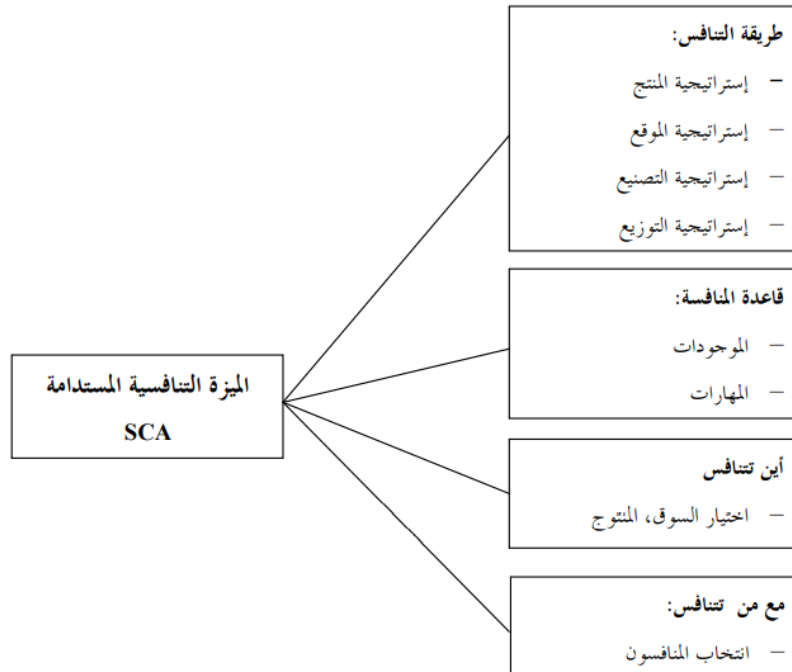 طريقة التنافس:
– إستراتيجية المنتج
– إستراتيجية الموقع
– إستراتيجية التصنيع
– إستراتيجية التوزيع
قاعدة المنافسة:
– الموجودات
– المهارات
الميزة التنافسية المستدامة
SCA
أين تتنافس
– اختيار السوق، المنتوج
مع من تتنافس:
– انتخاب المنافسون